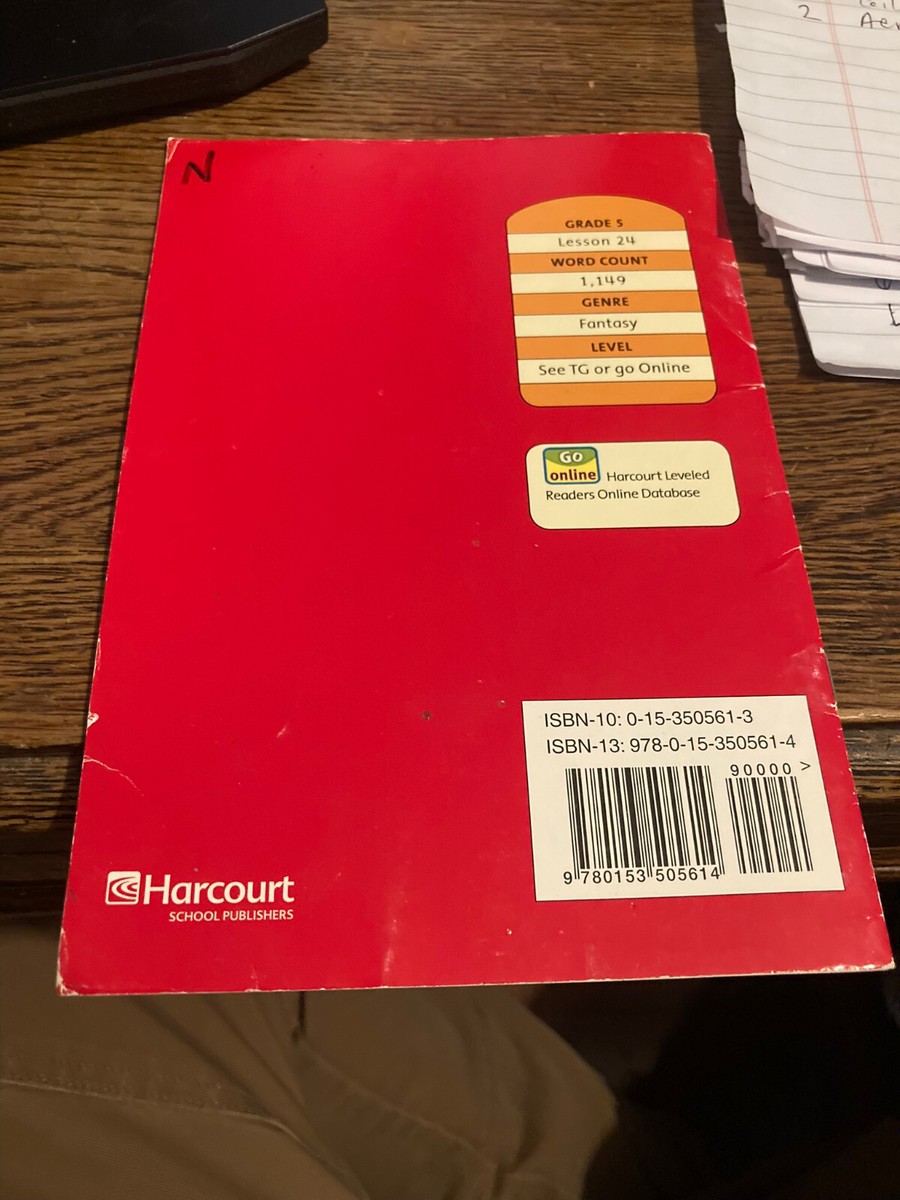 N
GRADE 5
Lesson 24
WORD COUNT
1,149
GENRE
Fantasy
LEVEL
See TG or go Online
GO
online Harcourt Leveled
Readers Online Database
ISBN-10: 0-15-350561-3
ISBN-13: 978-0-15-350561-4
90000 >
9 780153 505614
Harcourt
SCHOOL PUBLISHERS
2